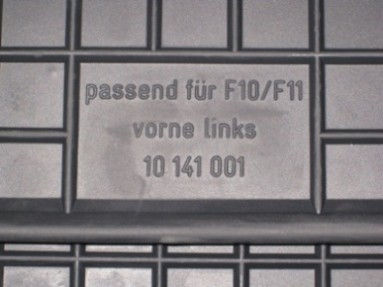 passend für F10/F11
vorne links
10 141 001